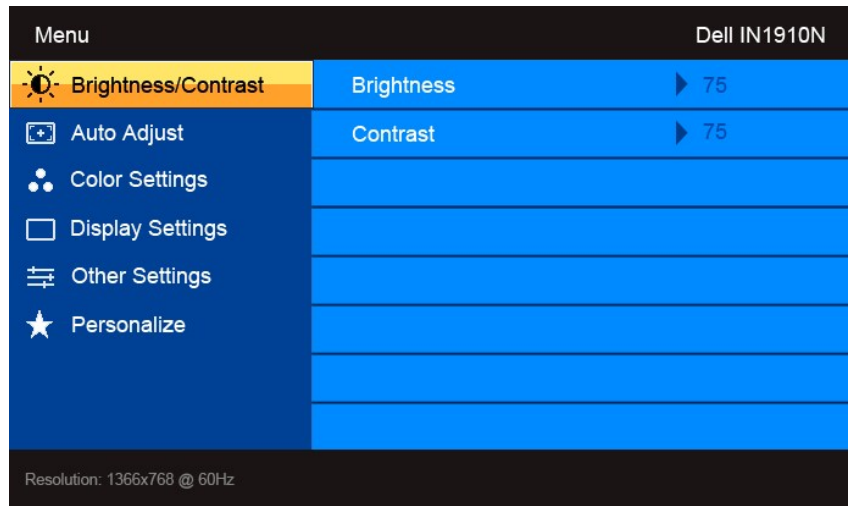 Menu Dell IN1910N
Brightness/Contrast Brightness 75
Auto Adjust Contrast 75
Color Settings
Display Settings
Other Settings
Personalize
Resolution: 1366x768 @ 60Hz